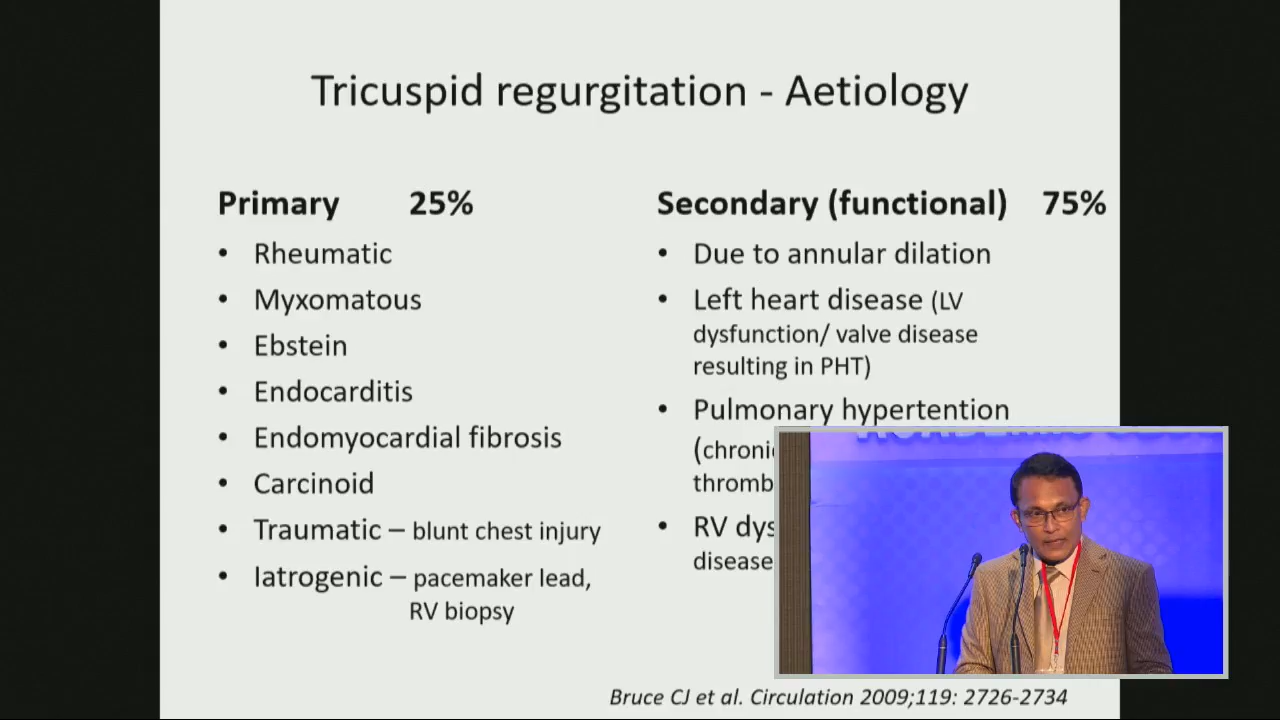 Tricuspid regurgitation - Aetiology
Primary 25%
• Rheumatic
• Myxomatous
• Ebstein
• Endocarditis
• Endomyocardial fibrosis
• Carcinoid
• Traumatic – blunt chest injury
• Iatrogenic – pacemaker lead,
RV biopsy
Secondary (functional) 75%
• Due to annular dilation
• Left heart disease (LV
dysfunction/ valve disease
resulting in PHT)
• Pulmonary hypertention
• RV
disease
Bruce CJ et al. Circulation 2009;119: 2726-2734